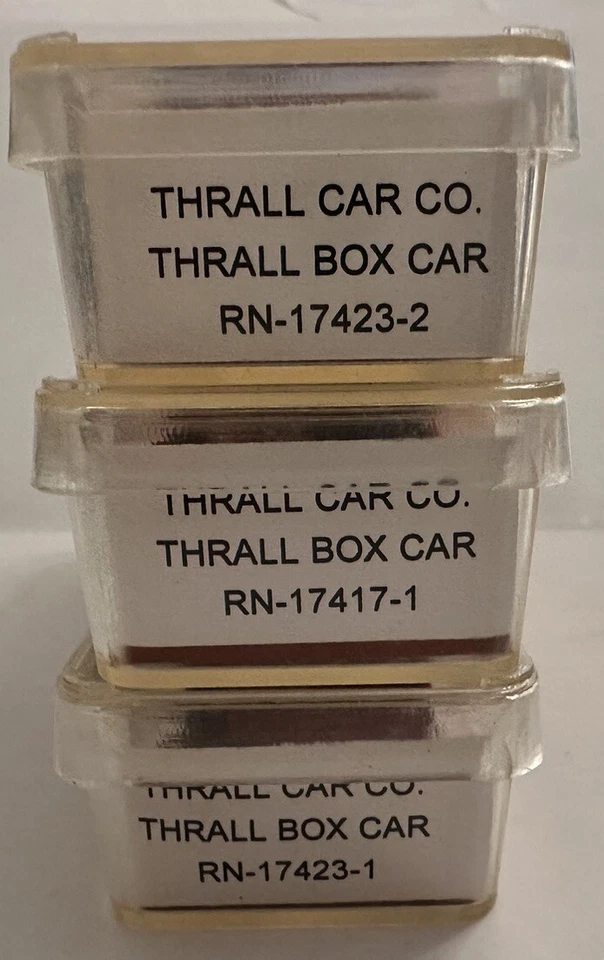 THRALL CAR CO.
THRALL BOX CAR
RN-17423-2
THRALL CAR CO.
THRALL BOX CAR
RN-17417-1
THRALL CAR CO.
THRALL BOX CAR
RN-17423-1